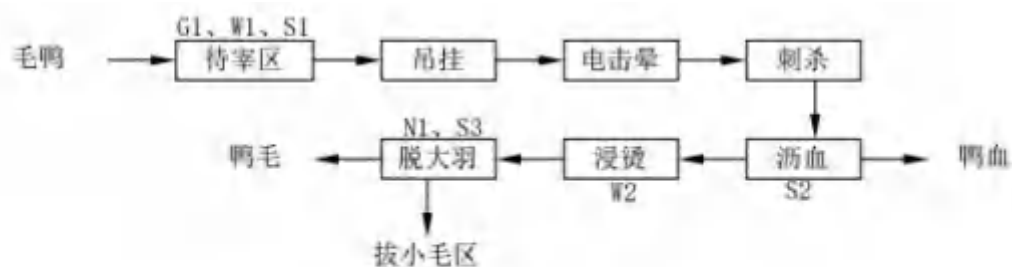 G1、W1、S1
毛鸭 待宰区 吊挂 电击晕 刺杀
N1、S3
鸭毛 脱大羽 浸烫 沥血 鸭血
W2 S2
拔小毛区